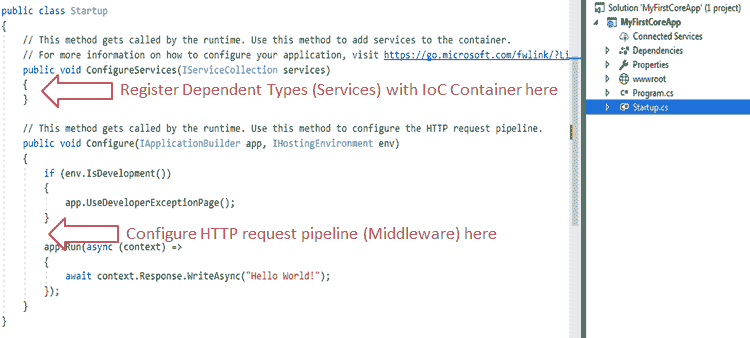 public class Startup
{
// This method gets called by the runtime. Use this method to add services to the container.
// For more information on how to configure your application, visit https://go.microsoft.com/fwlink/?Li
public void ConfigureServices(IServiceCollection services)
{
Register Dependent Types (Services) with IoC Container here
}
// This method gets called by the runtime. Use this method to configure the HTTP request pipeline.
public void Configure(IApplicationBuilder app, IHostingEnvironment env)
{
if (env.IsDevelopment())
{
app.UseDeveloperExceptionPage();
}
Configure HTTP request pipeline (Middleware) here
app.Run(async (context) =>
{
await context.Response.WriteAsync("Hello World!");
});
}
}
Solution 'MyFirstCoreApp' (1 project)
MyFirstCoreApp
Connected Services
Dependencies
Properties
wwwroot
C# Program.cs
C# Startup.cs